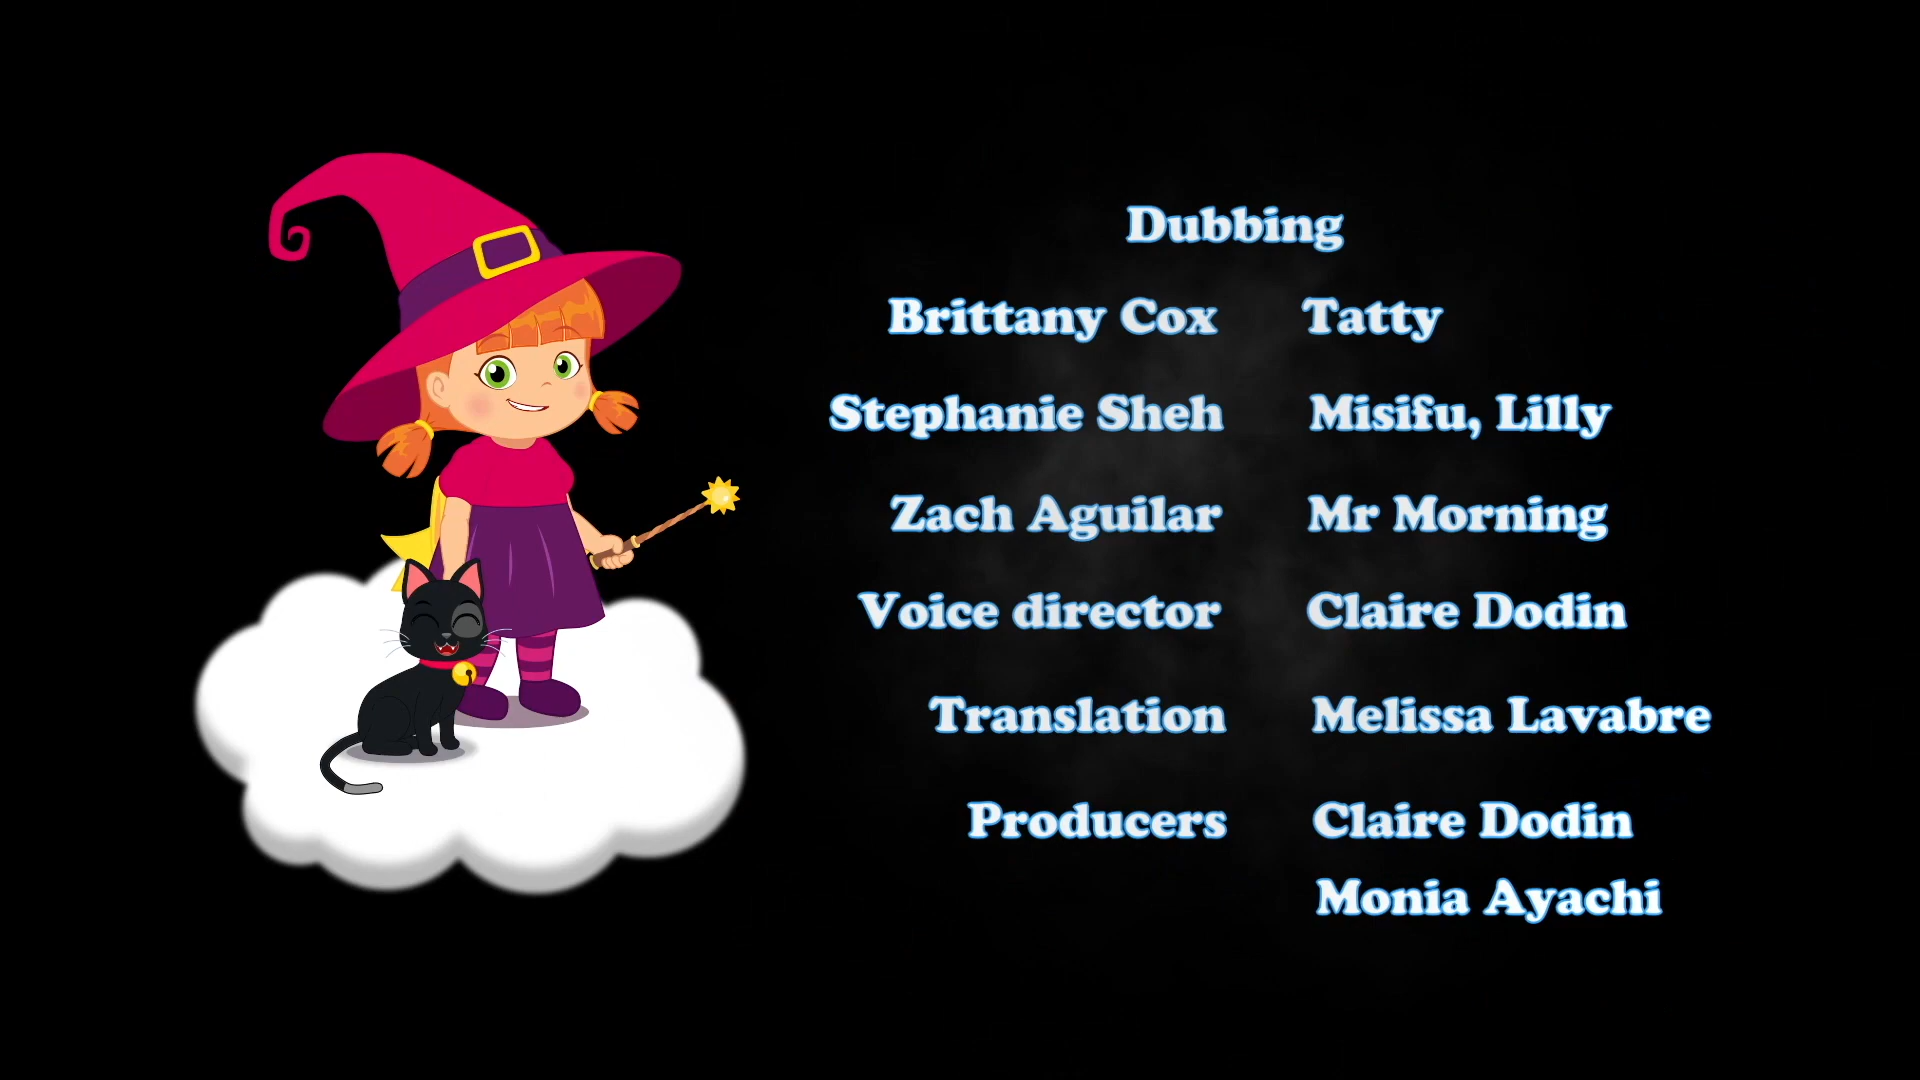 Dubbing
Brittany Cox Tatty
Stephanie Sheh Misifu, Lilly
Zach Aguilar Mr Morning
Voice director Claire Dodin
Translation Melissa Lavabre
Producers Claire Dodin
Monia Ayachi